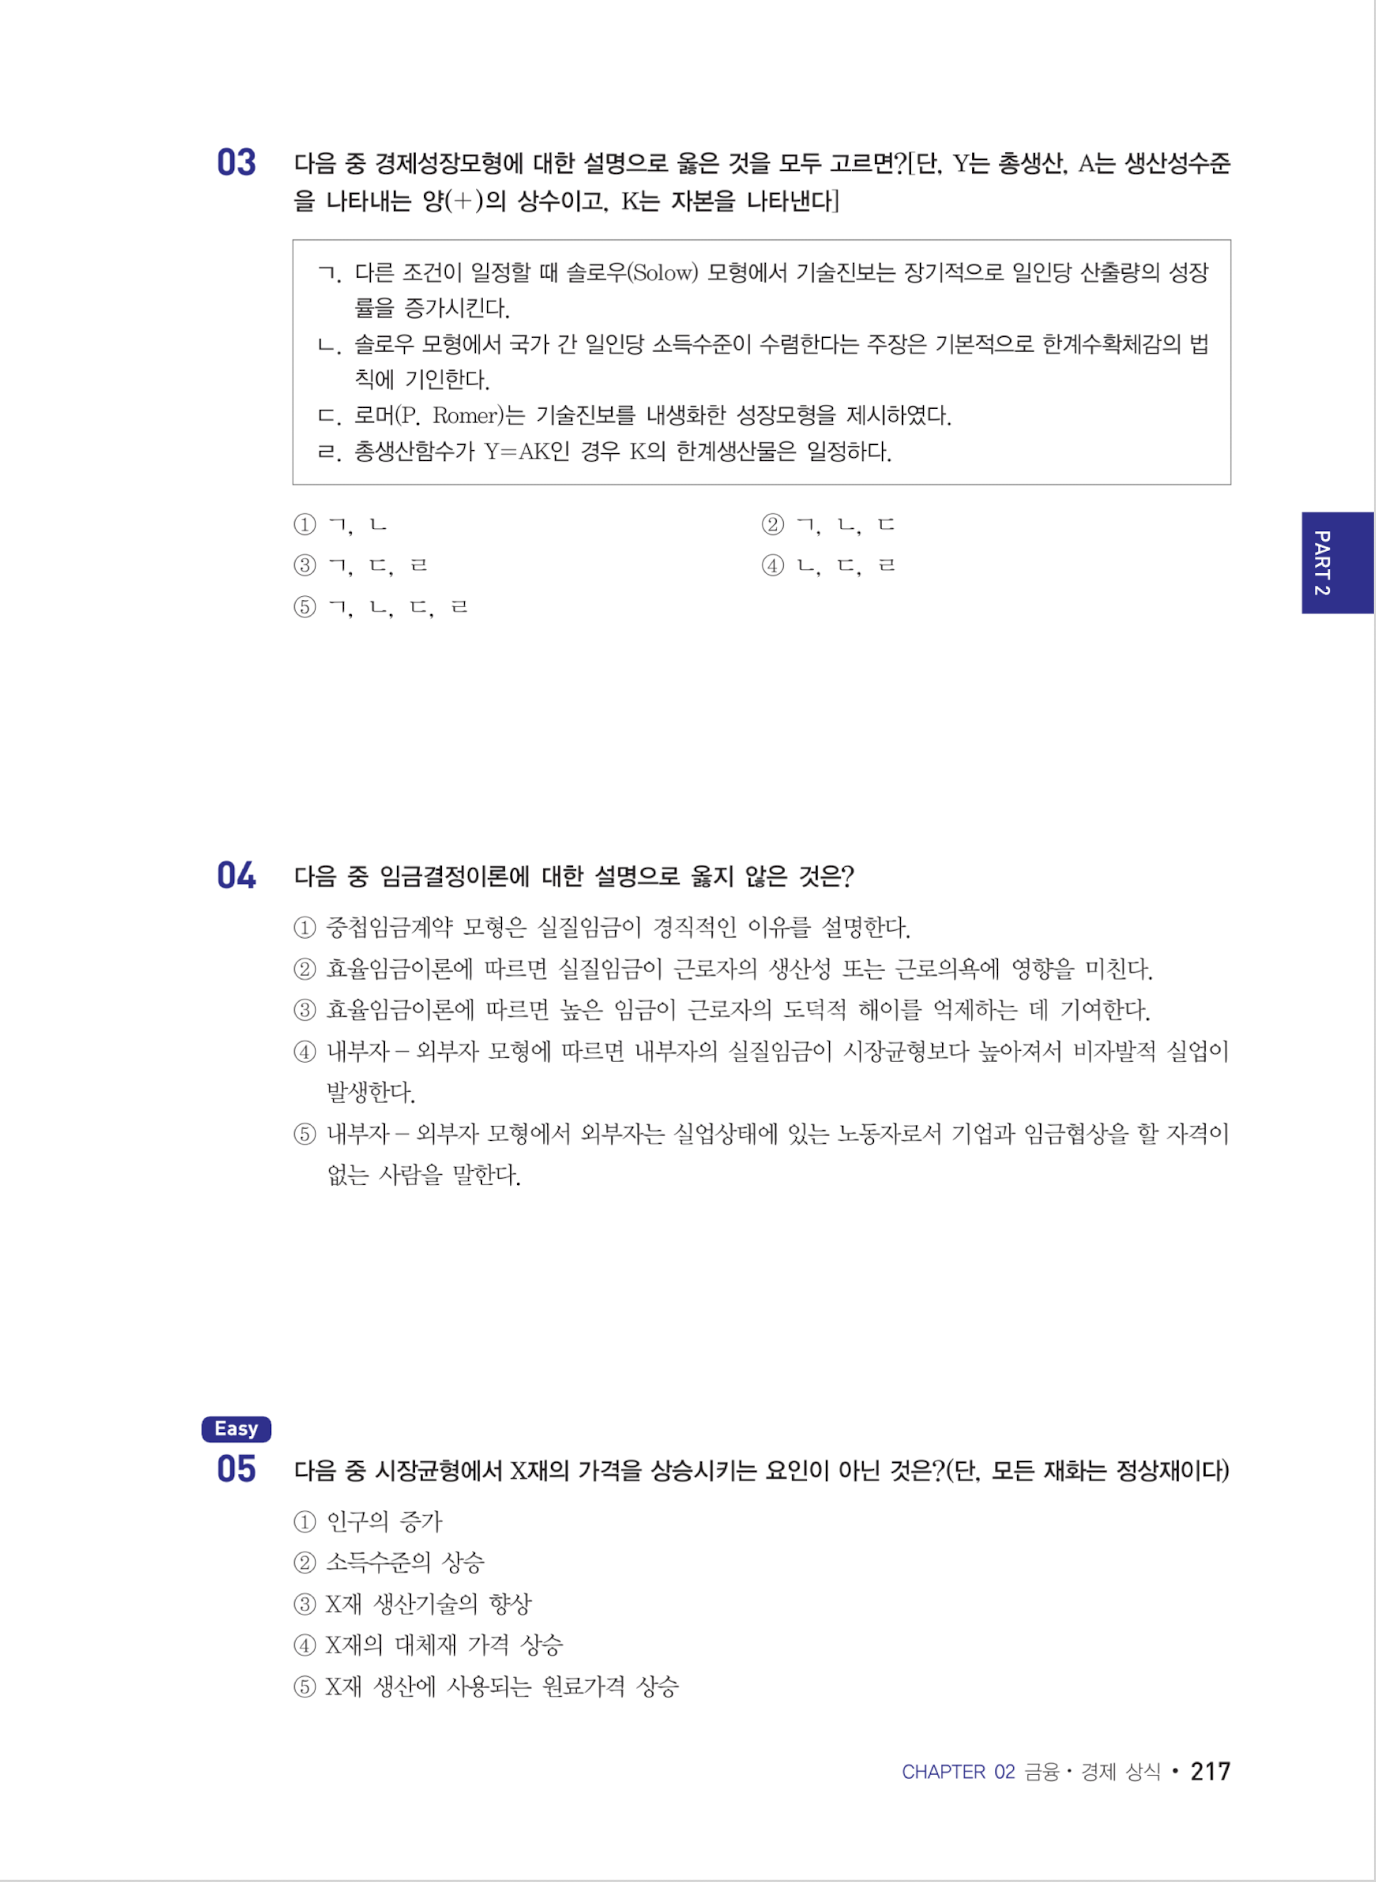 03 다음 중 경제성장모형에 대한 설명으로 옳은 것을 모두 고르면?[단, Y는 총생산, A는 생산성수준
을 나타내는 양(+)의 상수이고, K는 자본을 나타낸다]
ㄱ. 다른 조건이 일정할 때 솔로우(Solow) 모형에서 기술진보는 장기적으로 일인당 산출량의 성장
률을 증가시킨다.
ㄴ. 솔로우 모형에서 국가 간 일인당 소득수준이 수렴한다는 주장은 기본적으로 한계수확체감의 법
칙에 기인한다.
ㄷ. 로머(P. Romer)는 기술진보를 내생화한 성장모형을 제시하였다.
ㄹ. 총생산함수가 Y=AK인 경우 K의 한계생산물은 일정하다.
① ㄱ, ㄴ ② ㄱ, ㄴ, ㄷ
③ ㄱ, ㄷ, ㄹ ④ ㄴ, ㄷ, ㄹ
⑤ ㄱ, ㄴ, ㄷ, ㄹ
PART 2
04 다음 중 임금결정이론에 대한 설명으로 옳지 않은 것은?
① 중첩임금계약 모형은 실질임금이 경직적인 이유를 설명한다.
② 효율임금이론에 따르면 실질임금이 근로자의 생산성 또는 근로의욕에 영향을 미친다.
③ 효율임금이론에 따르면 높은 임금이 근로자의 도덕적 해이를 억제하는 데 기여한다.
④ 내부자 – 외부자 모형에 따르면 내부자의 실질임금이 시장균형보다 높아져서 비자발적 실업이
발생한다.
⑤ 내부자 – 외부자 모형에서 외부자는 실업상태에 있는 노동자로서 기업과 임금협상을 할 자격이
없는 사람을 말한다.
Easy
05 다음 중 시장균형에서 X재의 가격을 상승시키는 요인이 아닌 것은?(단, 모든 재화는 정상재이다)
① 인구의 증가
② 소득수준의 상승
③ X재 생산기술의 향상
④ X재의 대체재 가격 상승
⑤ X재 생산에 사용되는 원료가격 상승
CHAPTER 02 금융 · 경제 상식 • 217